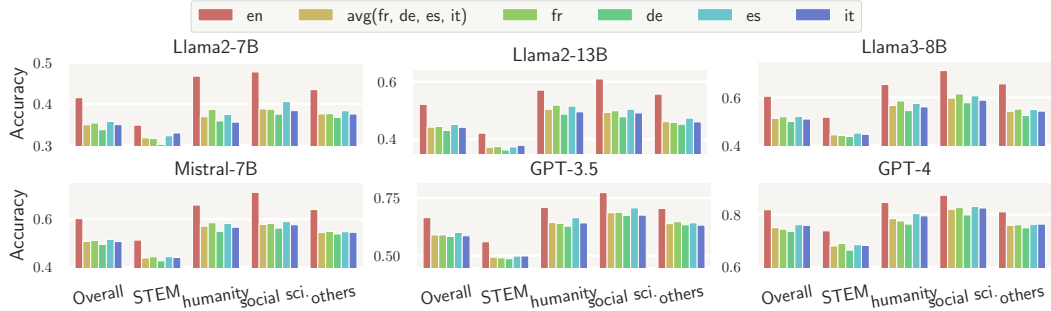 en avg(fr, de, es, it) fr de es it
Llama2-7B Llama2-13B Llama3-8B
Accuracy
0.5
0.4
0.3
0.6
0.4
0.6
0.4
Mistral-7B GPT-3.5 GPT-4
Accuracy
0.6
0.4
0.75
0.50
0.8
0.6
Overall STEM humanity social sci. others
Overall STEM humanity social sci. others
Overall STEM humanity social sci. others